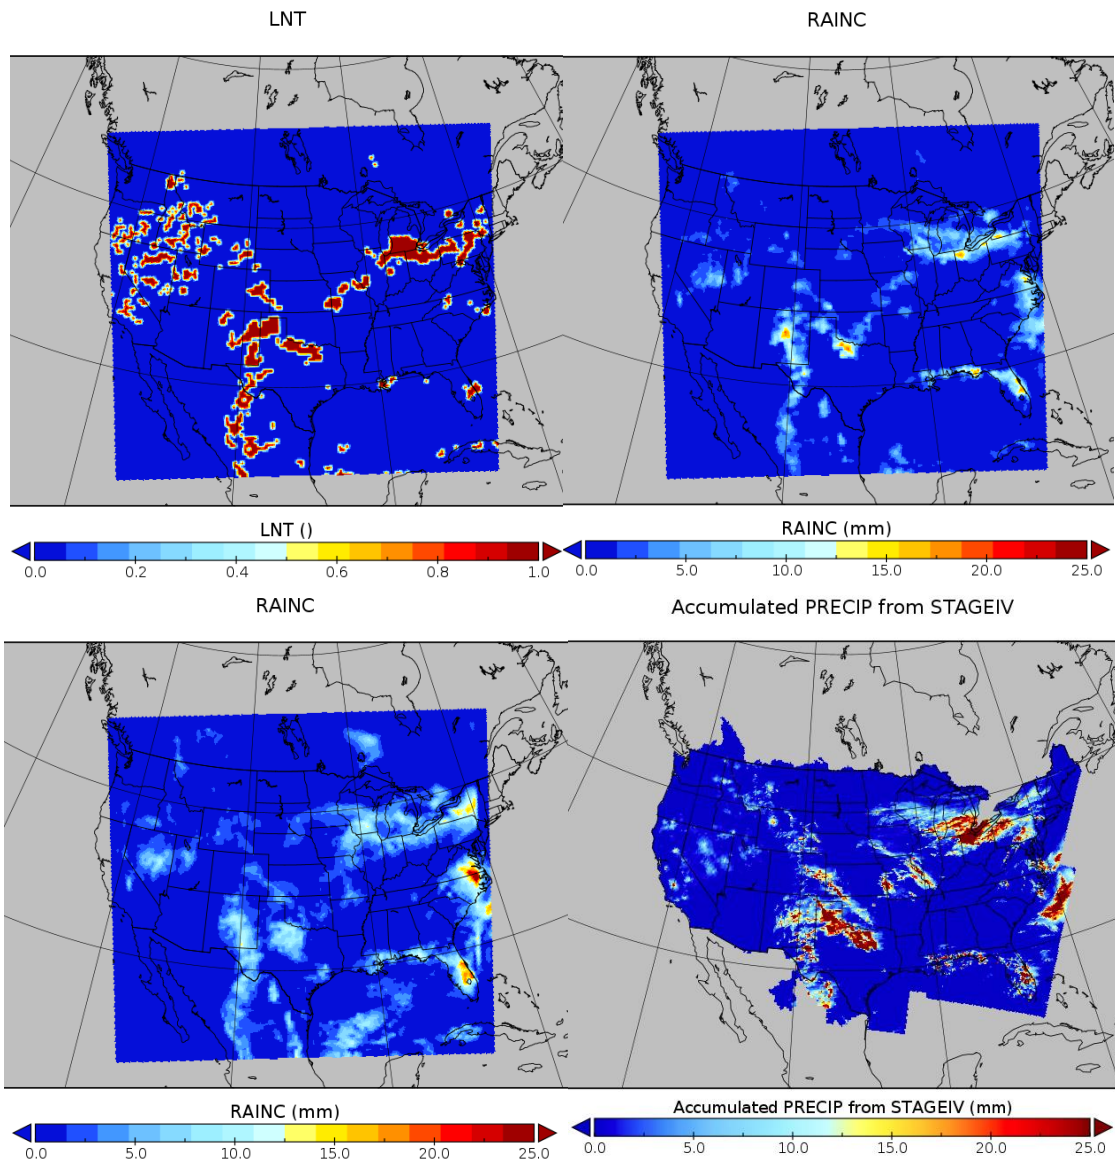 LNT
RAINC
LNT ()
0.0 0.2 0.4 0.6 0.8 1.0
RAINC (mm)
0.0 5.0 10.0 15.0 20.0 25.0
RAINC
Accumulated PRECIP from STAGEIV
RAINC (mm)
0.0 5.0 10.0 15.0 20.0 25.0
Accumulated PRECIP from STAGEIV (mm)
0.0 5.0 10.0 15.0 20.0 25.0